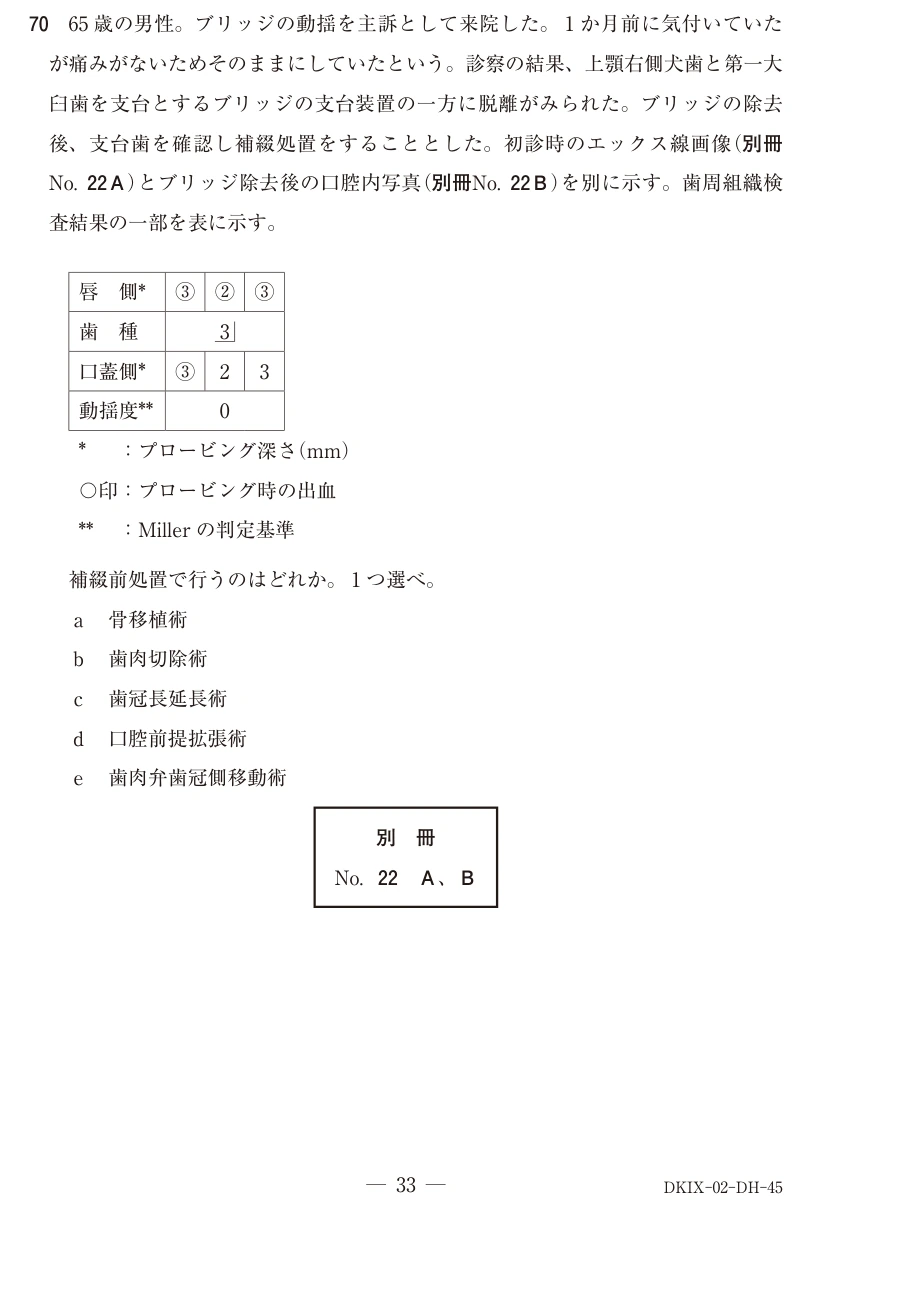 70 65歳の男性。ブリッジの動揺を主訴として来院した。1か月前に気付いていた
が痛みがないためそのままにしていたという。診察の結果、上顎右側犬歯と第一大
臼歯を支台とするブリッジの支台装置の一方に脱離がみられた。ブリッジの除去
後、支台歯を確認し補綴処置をすることとした。初診時のエックス線画像(別冊
No. 22A)とブリッジ除去後の口腔内写真(別冊No. 22B)を別に示す。歯周組織検
査結果の一部を表に示す。
唇 側* ③ ② ③
歯 種 3
口蓋側* ③ 2 3
動揺度** 0
* :プロービング深さ(mm)
○印:プロービング時の出血
** :Millerの判定基準
補綴前処置で行うのはどれか。1つ選べ。
a 骨移植術
b 歯肉切除術
c 歯冠長延長術
d 口腔前提拡張術
e 歯肉弁歯冠側移動術
別 冊
No. 22 A、B
— 33 —
DKIX-02-DH-45